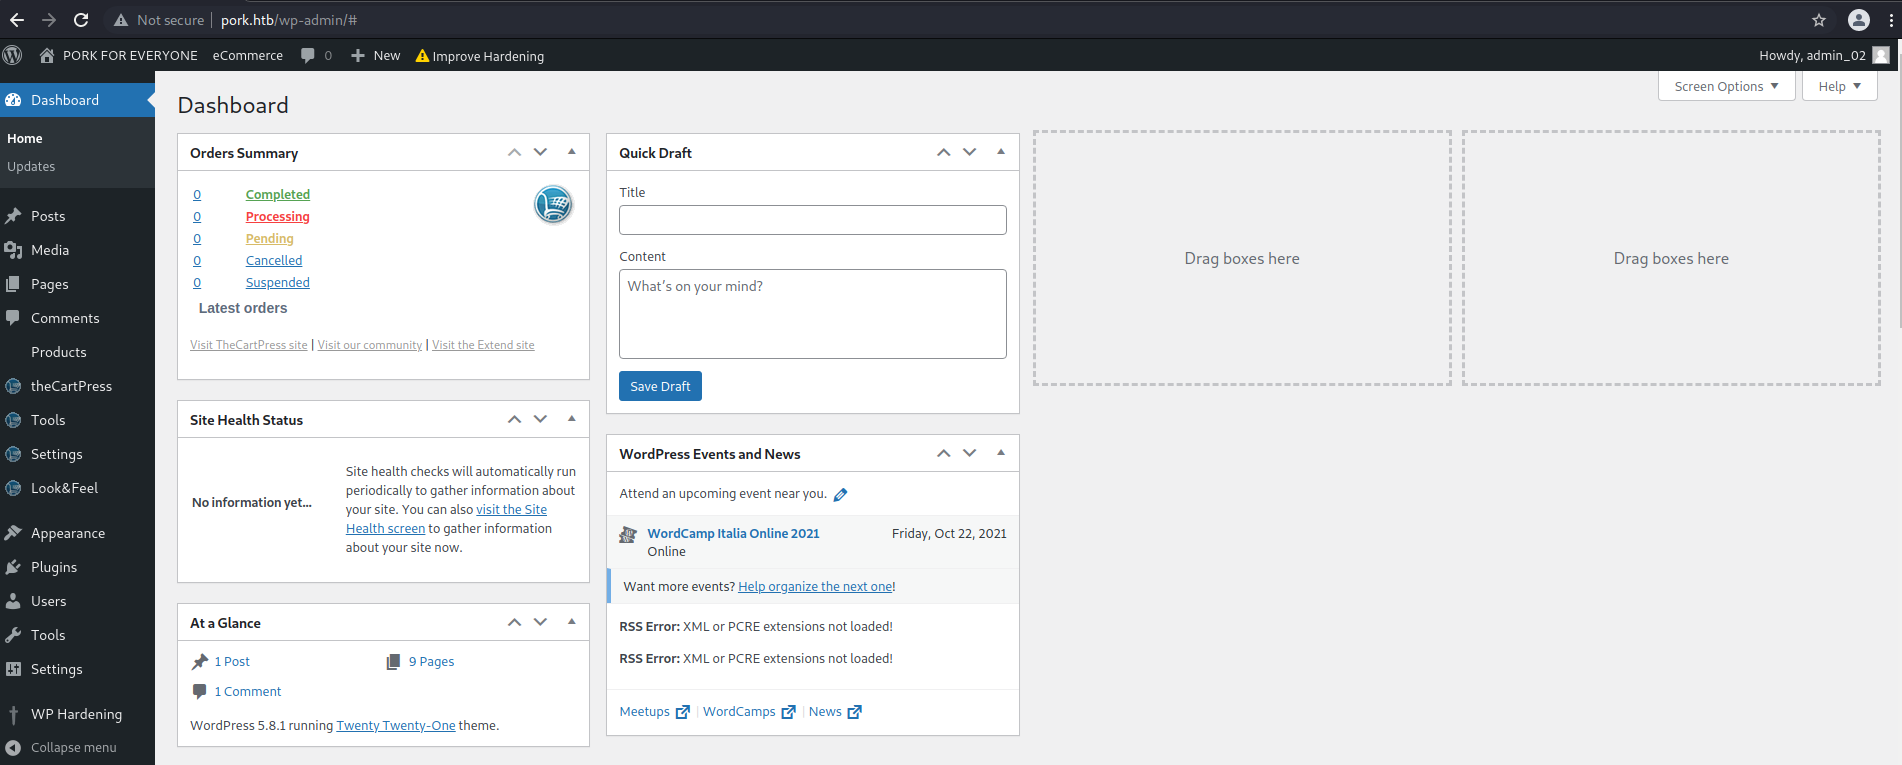 Not secure | pork.htb/wp-admin/#
PORK FOR EVERYONE eCommerce 0 + New Improve Hardening Howdy, admin_02
Dashboard
Home
Updates
Posts
Media
Pages
Comments
Products
theCartPress
Tools
Settings
Look&Feel
Appearance
Plugins
Users
Tools
Settings
WP Hardening
Collapse menu
Screen Options
Help
Dashboard
Orders Summary
0 Completed
0 Processing
0 Pending
0 Cancelled
0 Suspended
Latest orders
Visit TheCartPress site | Visit our community | Visit the Extend site
Site Health Status
No information yet...
Site health checks will automatically run
periodically to gather information about
your site. You can also visit the Site
Health screen to gather information
about your site now.
At a Glance
1 Post
9 Pages
1 Comment
WordPress 5.8.1 running Twenty Twenty-One theme.
Quick Draft
Title
Content
What's on your mind?
Save Draft
WordPress Events and News
Attend an upcoming event near you.
WordCamp Italia Online 2021 Friday, Oct 22, 2021
Online
Want more events? Help organize the next one!
RSS Error: XML or PCRE extensions not loaded!
RSS Error: XML or PCRE extensions not loaded!
Meetups | WordCamps | News
Drag boxes here
Drag boxes here